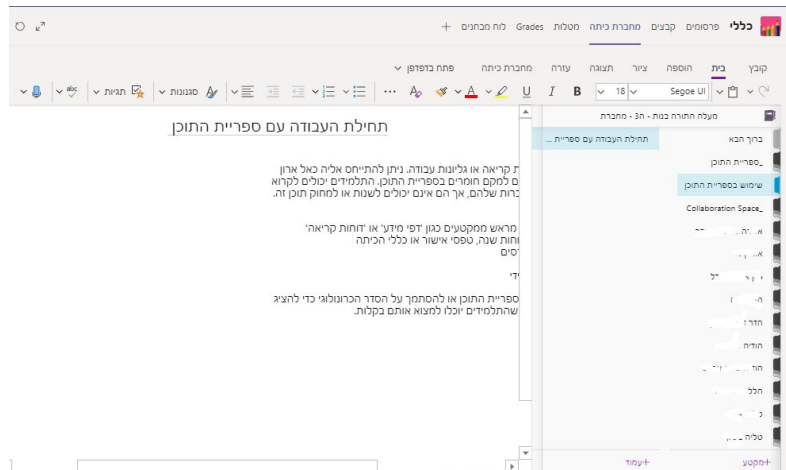 כללי פרסומים קבצים מחברת כיתה מטלות Grades לוח מבחנים +
קובץ בית הוספה ציור תצוגה עזרה מחברת כיתה פתח בדפדפן
Segoe UI 18 B I U A ... סגנונות תגיות abc
מעלה התורה בנות - ה3 - מחברת
ברוך הבא
_ספריית התוכן
שימוש בספריית התוכן
_Collaboration Space
הדר
הודיה
הלל
טליה
+מקטע
תחילת העבודה עם ספריית ...
+עמוד
תחילת העבודה עם ספריית התוכן
קריאה או גליונות עבודה. ניתן להתייחס אליה כאל ארון
ם למקם חומרים בספריית התוכן. התלמידים יכולים לקרוא
ברות שלהם, אך הם אינם יכולים לשנות או למחוק תוכן זה.
מראש ממקטעים כגון 'דפי מידע' או 'דוחות קריאה'
וחות שנה, טפסי אישור או כללי הכיתה
ספריית התוכן או להסתמך על הסדר הכרונולוגי כדי להציג
שהתלמידים יוכלו למצוא אותם בקלות.